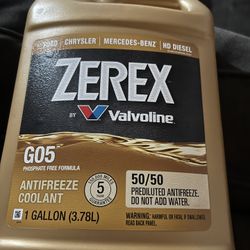 FORD | CHRYSLER | MERCEDES-BENZ | HD DIESEL
ZEREX
BY Valvoline
G05
PHOSPHATE FREE FORMULA
ANTIFREEZE
COOLANT
1 GALLON (3.78L)
5
50/50
PREDILUTED ANTIFREEZE.
DO NOT ADD WATER.
WARNING: HARMFUL OR FATAL IF SWALLOWED
READ BACK PANEL.